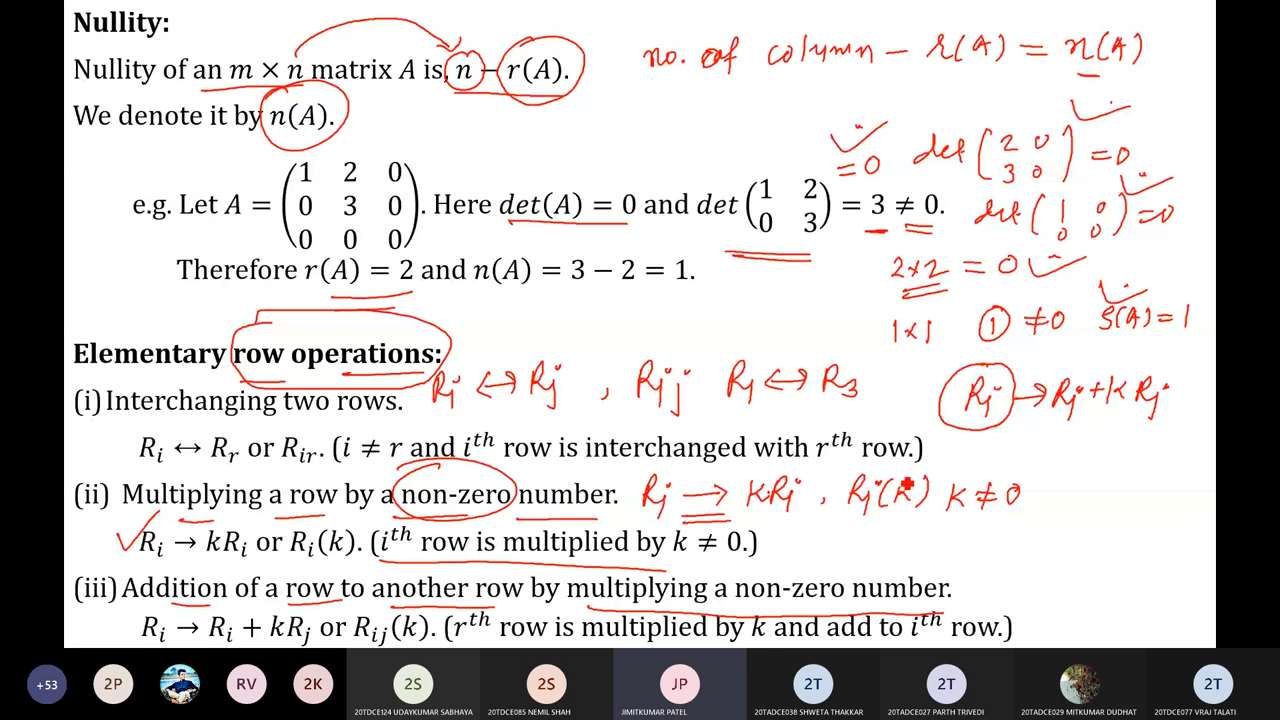 Nullity:
no. of column - r(A) = n(A)
Nullity of an m × n matrix A is, n − r(A).
We denote it by n(A).
= 0 det (2 0 3 0) = 0
e.g. Let A = (1 2 0 0 3 0 0 0 0). Here det(A) = 0 and det (1 2 0 3) = 3 ≠ 0.
det (1 0 0 0) = 0
Therefore r(A) = 2 and n(A) = 3 − 2 = 1.
2×2 = 0
1×1 ① ≠0 ρ(A) = 1
Elementary row operations:
Ri ↔ Rj , Rij R1 ↔ R3
Ri → Ri + k Rj
(i) Interchanging two rows.
Ri ↔ Rr or Rir. (i ≠ r and ith row is interchanged with rth row.)
(ii) Multiplying a row by a non-zero number.
Ri → kRi , Ri(k) k ≠ 0
Ri → kRi or Ri(k). (ith row is multiplied by k ≠ 0.)
(iii) Addition of a row to another row by multiplying a non-zero number.
Ri → Ri + kRj or Rij(k). (rth row is multiplied by k and add to ith row.)
+53 2P RV 2K 2S 2S JP 2T 2T 2T
20TDCE124 UDAYKUMAR SABHAYA 20TDCE085 NEMIL SHAH JIMITKUMAR PATEL 20TADCE038 SHWETA THAKKAR 20TADCE027 PARTH TRIVEDI 20TADCE029 MITKUMAR DUDHAT 20TDCE077 VRAJ TALATI